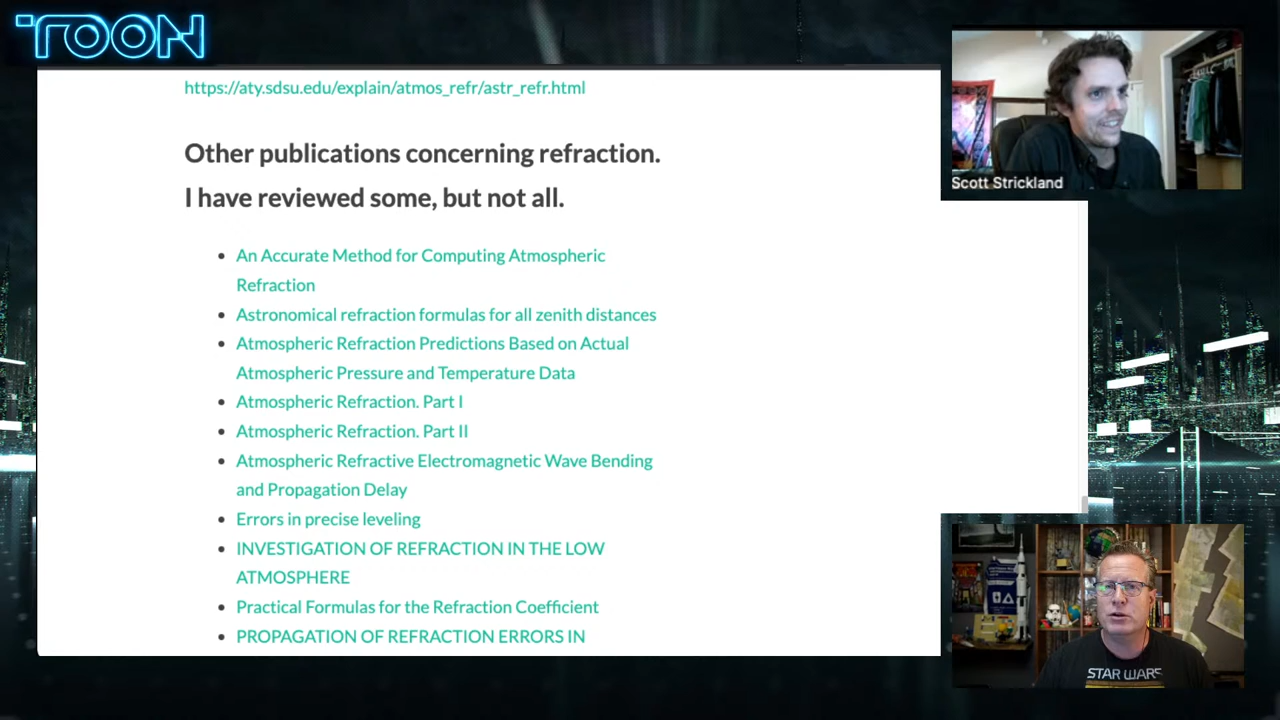 TOON
https://aty.sdsu.edu/explain/atmos_refr/astr_refr.html
Other publications concerning refraction.
I have reviewed some, but not all.
An Accurate Method for Computing Atmospheric
Refraction
Astronomical refraction formulas for all zenith distances
Atmospheric Refraction Predictions Based on Actual
Atmospheric Pressure and Temperature Data
Atmospheric Refraction. Part I
Atmospheric Refraction. Part II
Atmospheric Refractive Electromagnetic Wave Bending
and Propagation Delay
Errors in precise leveling
INVESTIGATION OF REFRACTION IN THE LOW
ATMOSPHERE
Practical Formulas for the Refraction Coefficient
PROPAGATION OF REFRACTION ERRORS IN
Scott Strickland
STAR WARS